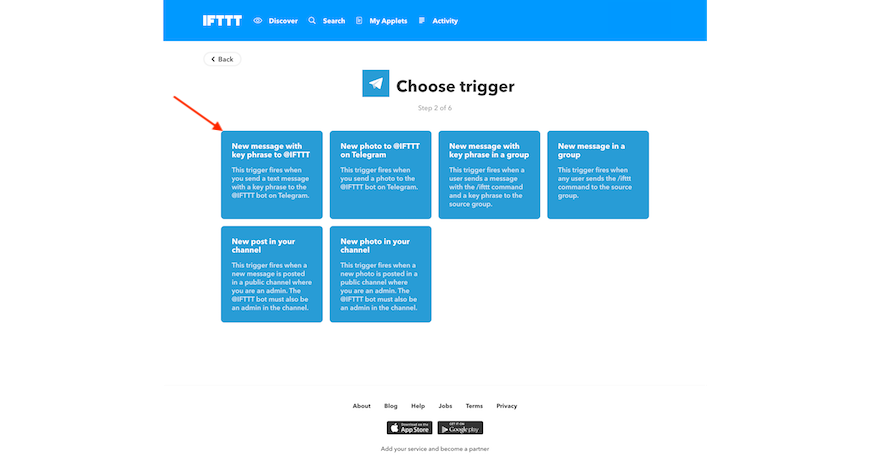 IFTTT Discover Search My Applets Activity
Back
Choose trigger
Step 2 of 6
New message with
key phrase to @IFTTT
This trigger fires when
you send a text message
with a key phrase to the
@IFTTT bot on Telegram.
New photo to @IFTTT
on Telegram
This trigger fires when
you send a photo to the
@IFTTT bot on Telegram.
New message with
key phrase in a group
This trigger fires when a
user sends a message
with the /ifttt command
and a key phrase to the
source group.
New message in a
group
This trigger fires when
any user sends the /ifttt
command to the source
group.
New post in your
channel
This trigger fires when a
new message is posted
in a public channel where
you are an admin. The
@IFTTT bot must also be
an admin in the channel.
New photo in your
channel
This trigger fires when a
new photo is posted in a
public channel where
you are an admin. The
@IFTTT bot must also be
an admin in the channel.
About Blog Help Jobs Terms Privacy
Download on the
App Store
GET IT ON
Google play
Add your service and become a partner